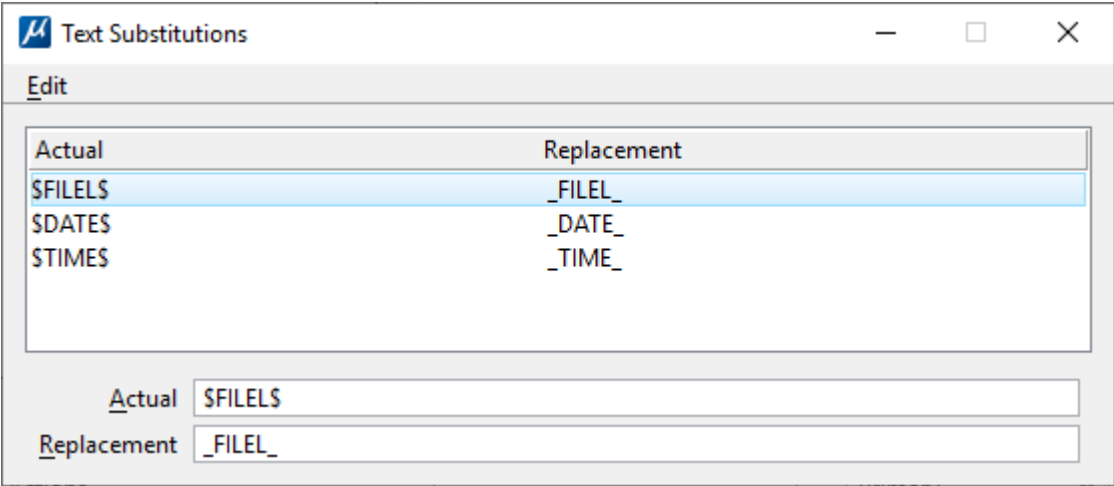 Text Substitutions
Edit
Actual Replacement
$FILEL$ _FILEL_
$DATE$ _DATE_
$TIME$ _TIME_
Actual $FILEL$
Replacement _FILEL_